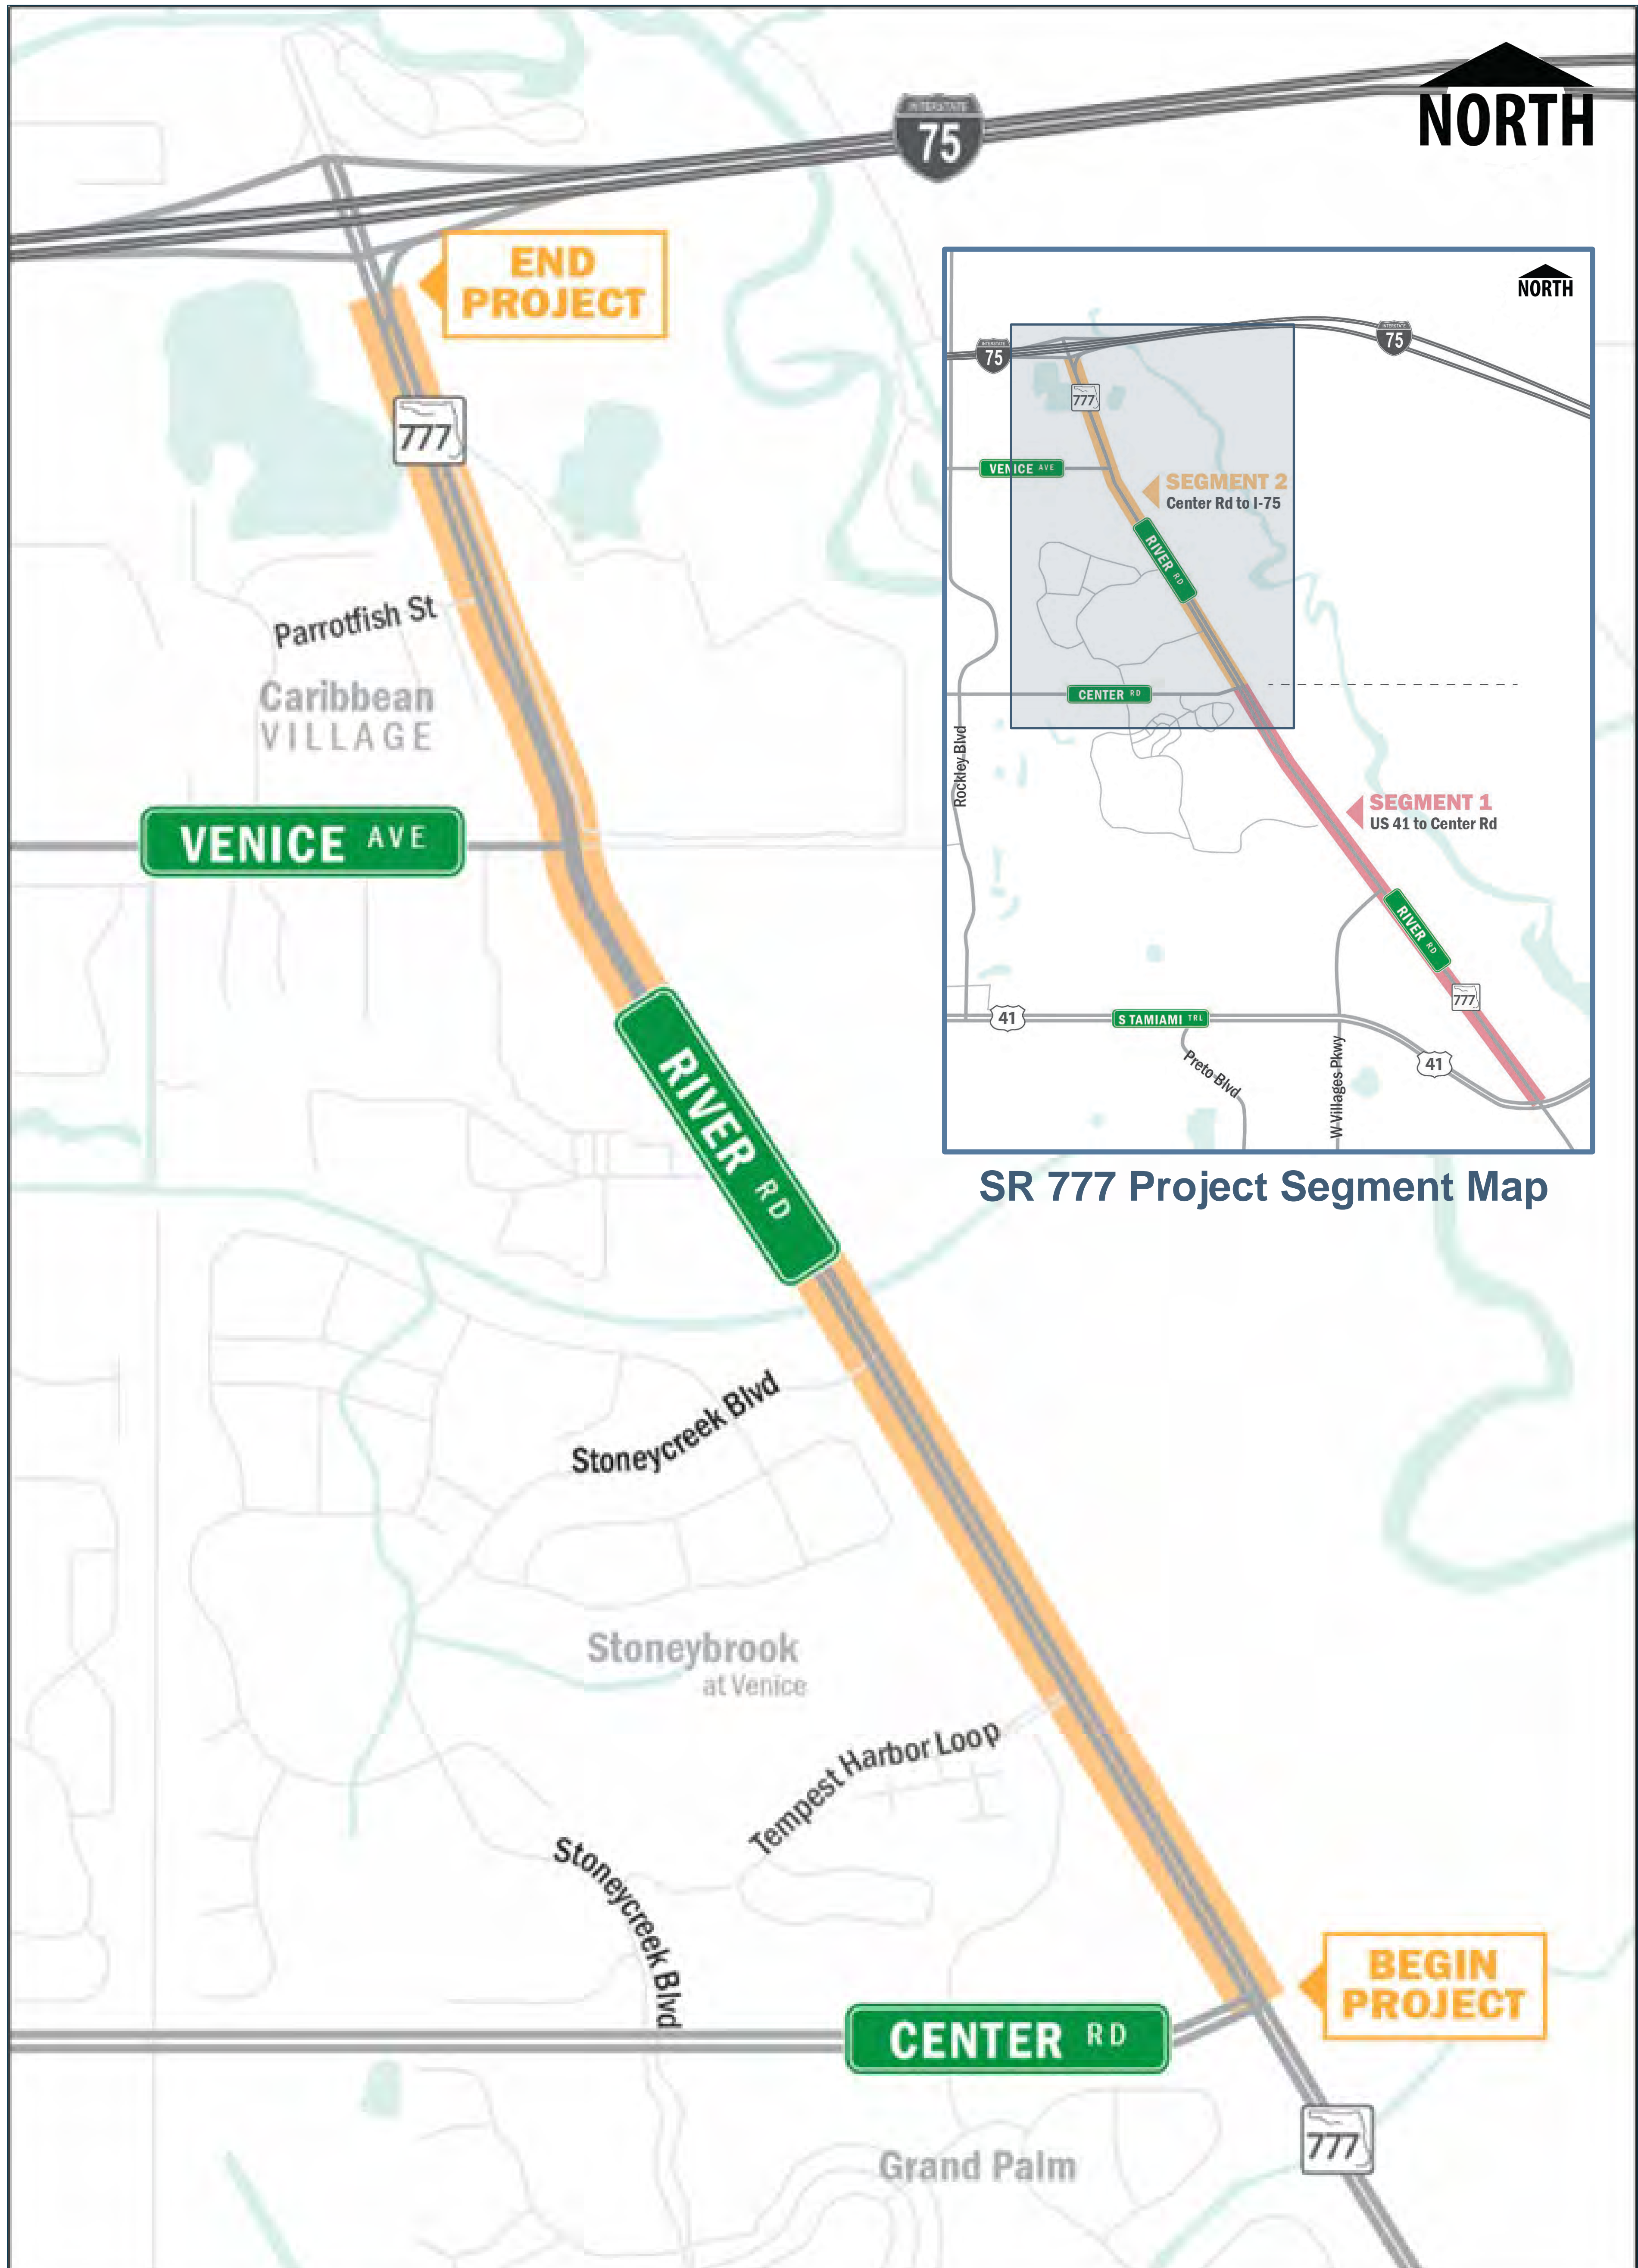 INTERSTATE
75
NORTH
END
PROJECT
777
Parrotfish St
Caribbean
VILLAGE
VENICE AVE
RIVER RD
Stoneycreek Blvd
Stoneybrook
at Venice
Tempest Harbor Loop
Stoneycreek Blvd
BEGIN
PROJECT
CENTER RD
777
Grand Palm
NORTH
INTERSTATE
75
INTERSTATE
75
777
VENICE AVE
SEGMENT 2
Center Rd to I-75
RIVER RD
CENTER RD
Rockley Blvd
SEGMENT 1
US 41 to Center Rd
RIVER RD
777
41
S TAMIAMI TRL
Preto Blvd
W Villages Pkwy
41
SR 777 Project Segment Map